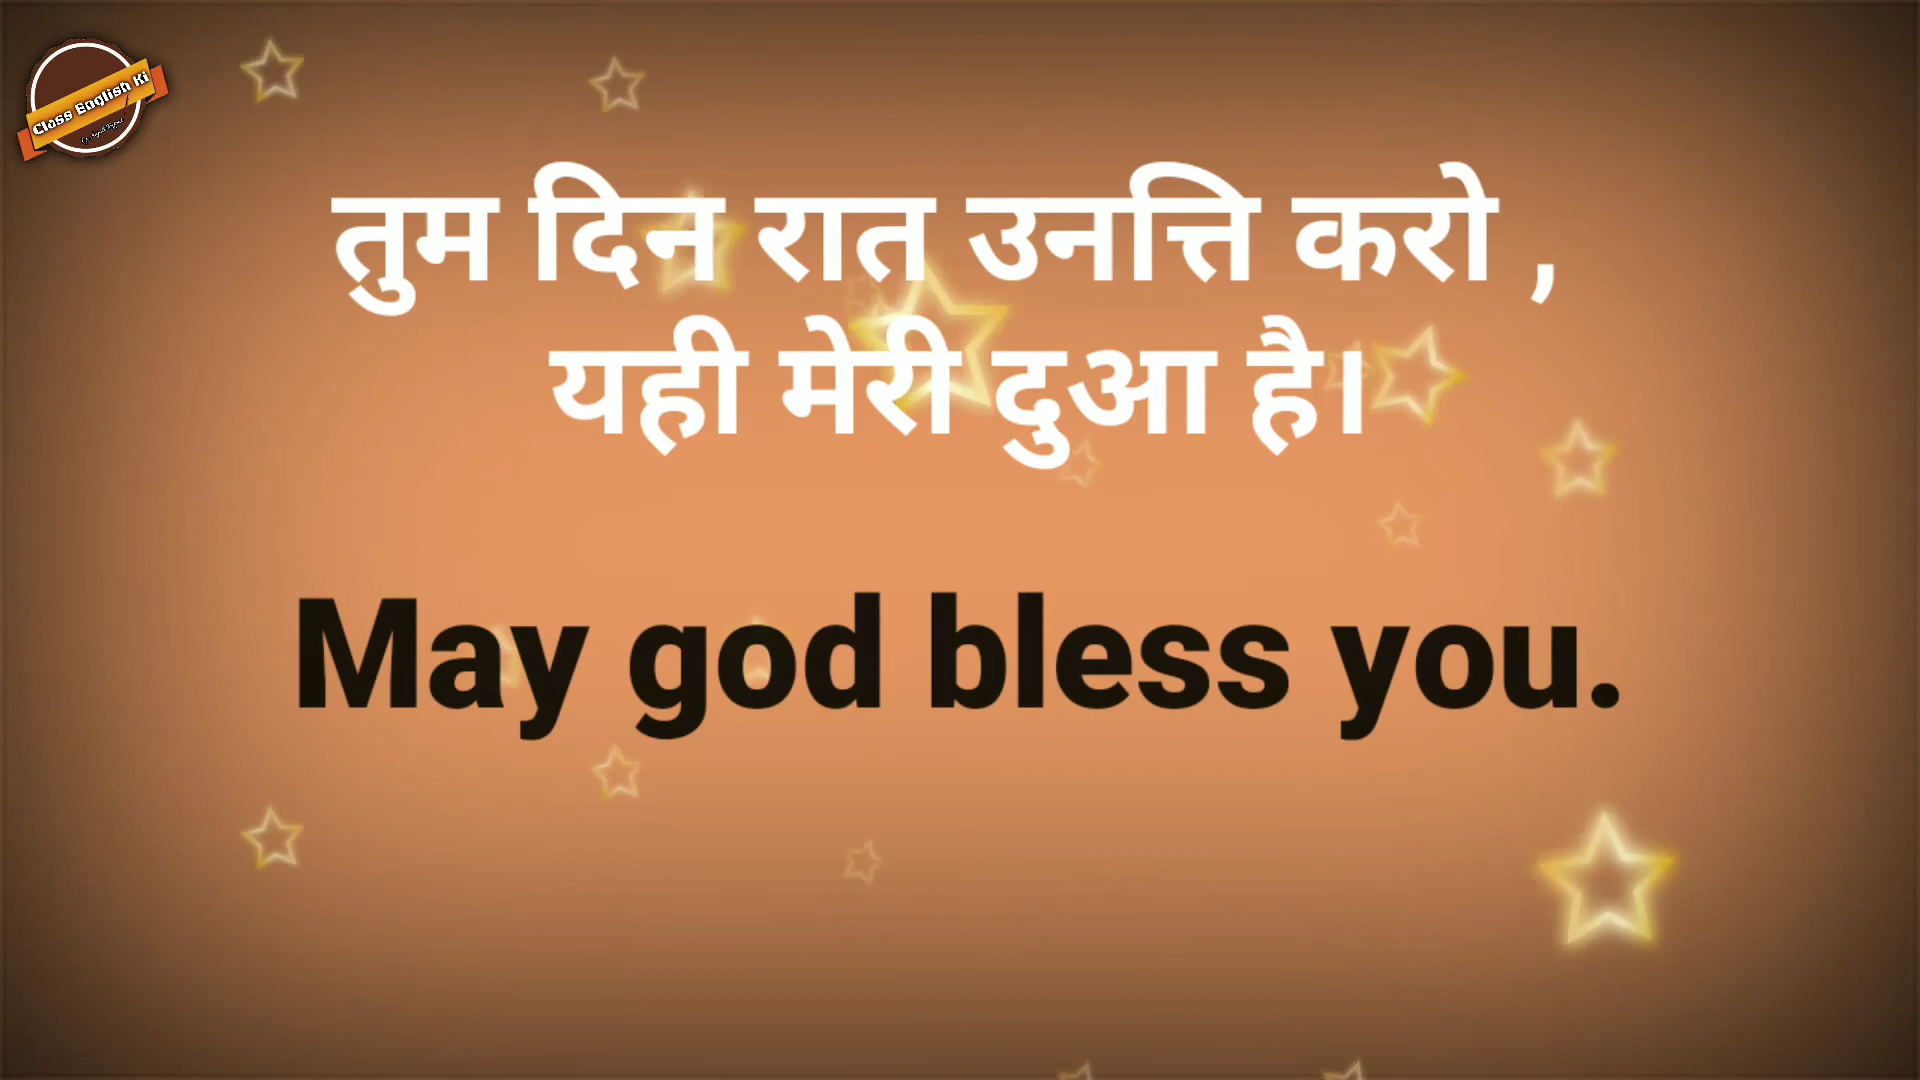 Class English Ki
तुम दिन रात उनत्ति करो ,
यही मेरी दुआ है।
May god bless you.